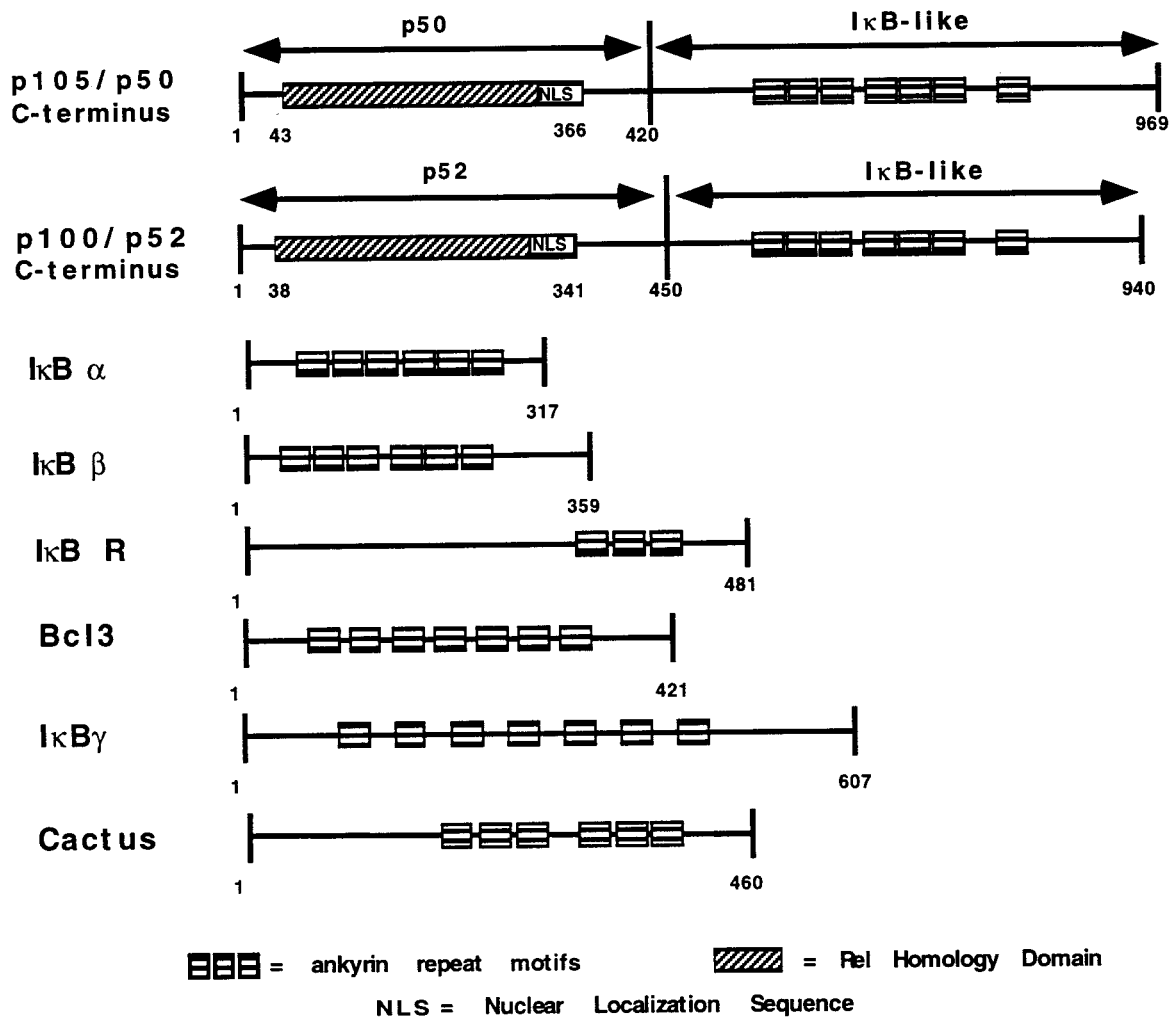 p50 IκB-like
p105/p50
C-terminus
NLS
1 43 366 420 969
p52 IκB-like
p100/p52
C-terminus
NLS
1 38 341 450 940
IκB α
1 317
IκB β
1 359
IκB R
1 481
Bcl3
1 421
IκBγ
1 607
Cactus
1 460
= ankyrin repeat motifs = Rel Homology Domain
NLS = Nuclear Localization Sequence